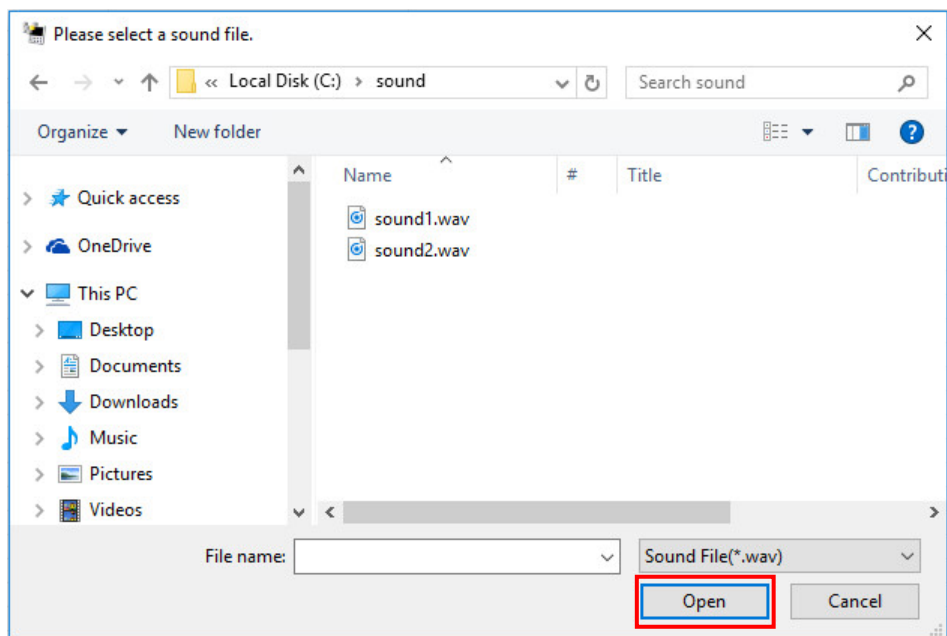 Please select a sound file.
« Local Disk (C:) > sound
Search sound
Organize
New folder
Name # Title Contributi
Quick access
OneDrive
This PC
Desktop
Documents
Downloads
Music
Pictures
Videos
sound1.wav
sound2.wav
File name:
Sound File(*.wav)
Open
Cancel